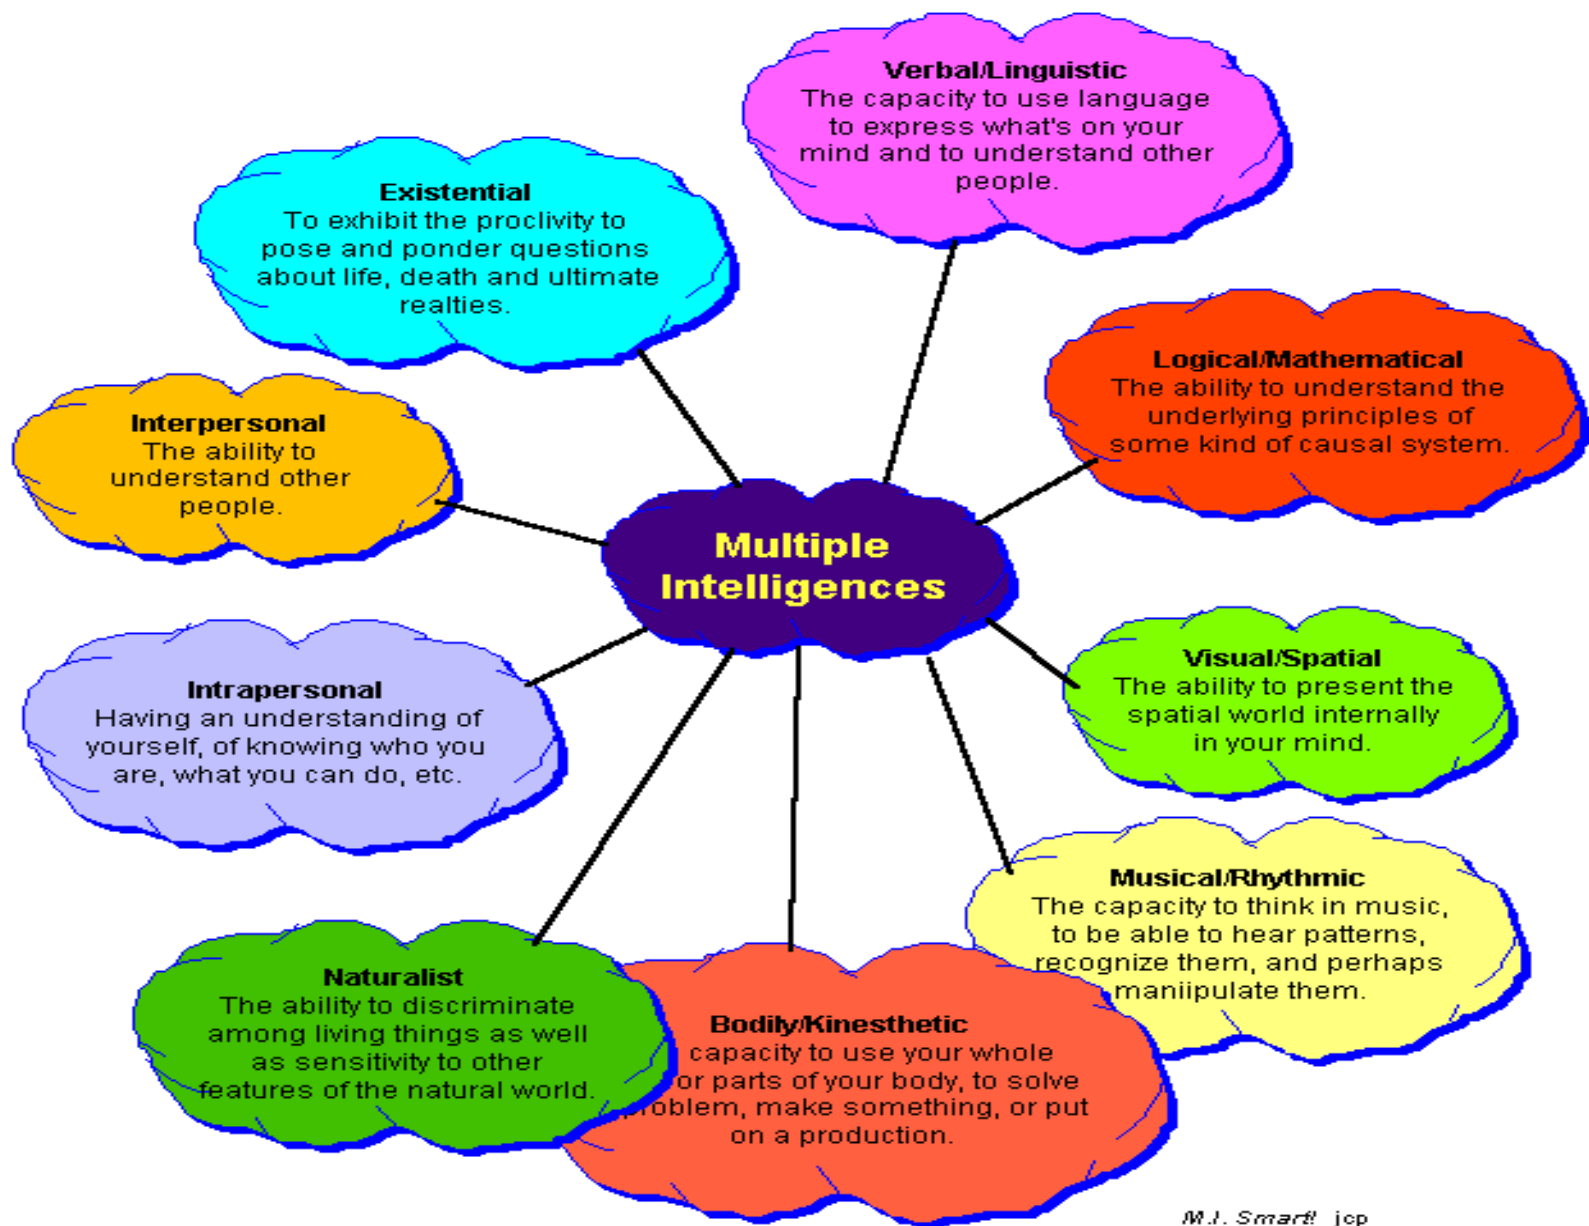 Verbal/Linguistic
The capacity to use language
to express what's on your
mind and to understand other
people.
Existential
To exhibit the proclivity to
pose and ponder questions
about life, death and ultimate
realties.
Logical/Mathematical
The ability to understand the
underlying principles of
some kind of causal system.
Interpersonal
The ability to
understand other
people.
Multiple
Intelligences
Intrapersonal
Having an understanding of
yourself, of knowing who you
are, what you can do, etc.
Visual/Spatial
The ability to present the
spatial world internally
in your mind.
Musical/Rhythmic
The capacity to think in music,
to be able to hear patterns,
recognize them, and perhaps
maniipulate them.
Naturalist
The ability to discriminate
among living things as well
as sensitivity to other
features of the natural world.
Bodily/Kinesthetic
capacity to use your whole
or parts of your body, to solve
problem, make something, or put
on a production.
M.I. Smart! jcp